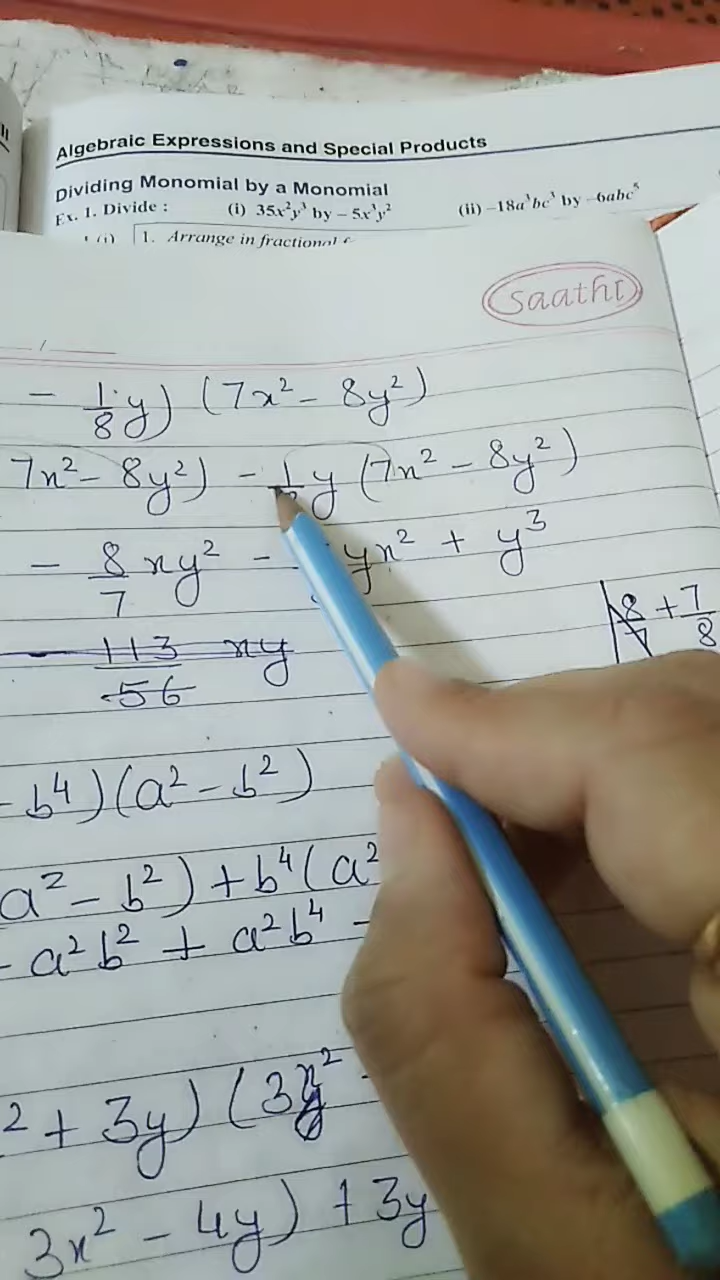 Algebraic Expressions and Special Products
Dividing Monomial by a Monomial
Ex. 1. Divide : (i) 35x²y³ by – 5x³y² (ii) –18a³bc³ by –6abc⁵
(i) 1. Arrange in fractional
Saathi
- 1/8 y) (7x² - 8y²)
7x² - 8y²) - 1/ y (7x² - 8y²)
- 8/7 xy² - yx² + y³
8/7 + 7/8
- 113/56 xy
- b⁴)(a² - b²)
a² - b²) + b⁴(a²
- a²b² + a²b⁴ -
² + 3y) (3 ² -
3x² - 4y) + 3y